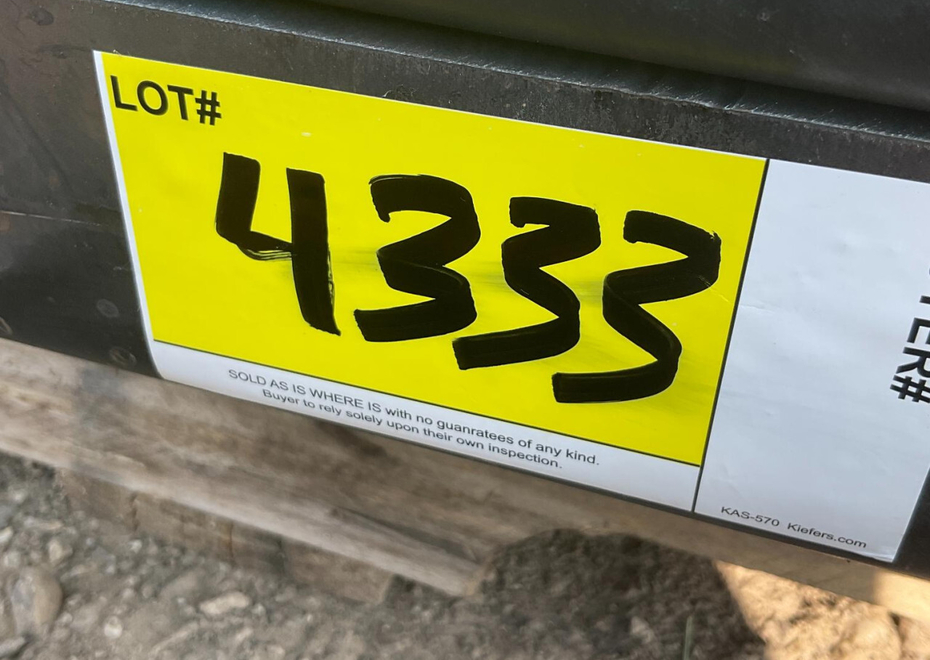 LOT#
4333
SOLD AS IS WHERE IS with no guanratees of any kind.
Buyer to rely solely upon their own inspection.
KAS-570 Kiefers.com